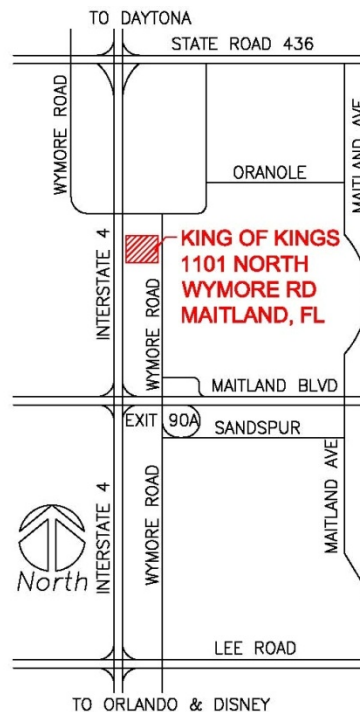 TO DAYTONA
STATE ROAD 436
WYMORE ROAD
MAITLAND AVE
ORANOLE
INTERSTATE 4
KING OF KINGS
1101 NORTH
WYMORE RD
MAITLAND, FL
WYMORE ROAD
MAITLAND BLVD
EXIT 90A
SANDSPUR
MAITLAND AVE
INTERSTATE 4
WYMORE ROAD
North
LEE ROAD
TO ORLANDO & DISNEY